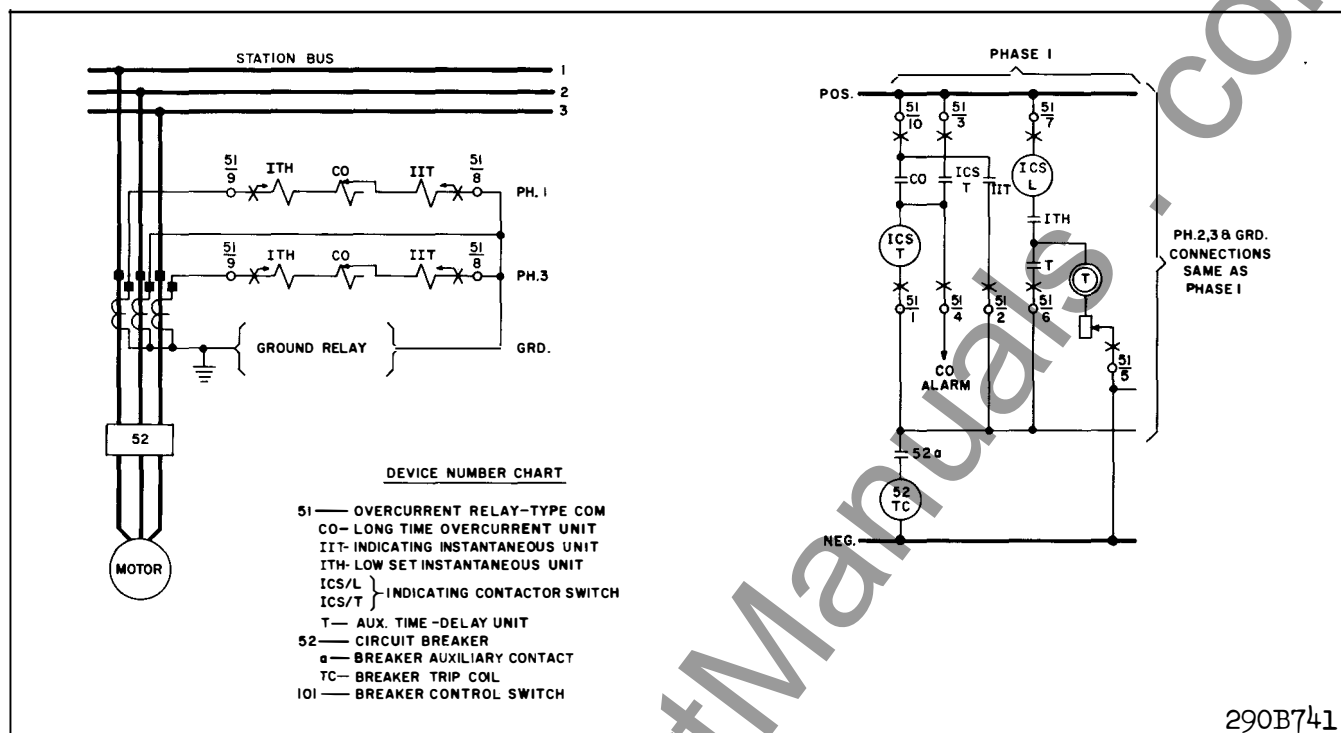 STATION BUS
1
2
3
51
9
ITH
CO
IIT
51
8
PH. 1
51
9
ITH
CO
IIT
51
8
PH.3
GROUND RELAY
GRD.
52
MOTOR
DEVICE NUMBER CHART
51 — OVERCURRENT RELAY-TYPE COM
CO- LONG TIME OVERCURRENT UNIT
IIT- INDICATING INSTANTANEOUS UNIT
ITH- LOW SET INSTANTANEOUS UNIT
ICS/L
ICS/T
INDICATING CONTACTOR SWITCH
T— AUX. TIME-DELAY UNIT
52 — CIRCUIT BREAKER
a — BREAKER AUXILIARY CONTACT
TC— BREAKER TRIP COIL
101 — BREAKER CONTROL SWITCH
PHASE 1
POS.
51
10
51
3
51
7
CO
ICS
T
IIT
ICS
L
ITH
ICS
T
T
T
51
1
51
4
51
2
51
6
51
5
CO
ALARM
PH.2,3 & GRD.
CONNECTIONS
SAME AS
PHASE 1
52a
52
TC
NEG.
290B741
tManuals.co